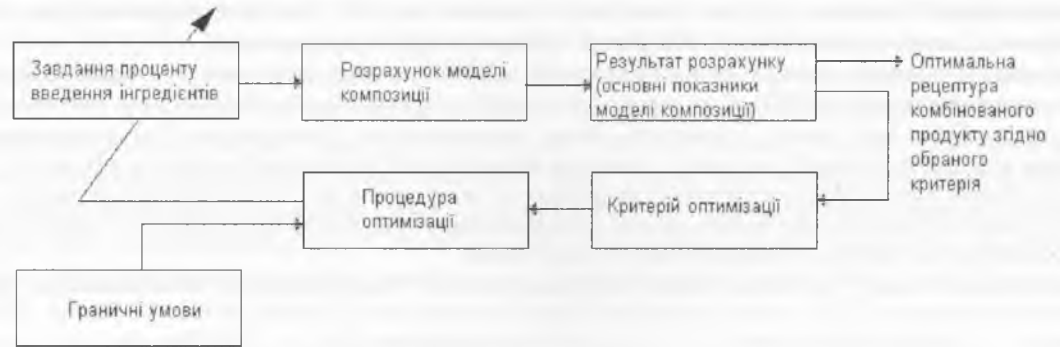 Завдання проценту
введення інгредієнтів
Розрахунок моделі
композиції
Результат розрахунку
(основні показники
моделі композиції)
Оптимальна
рецептура
комбінованого
продукту згідно
обраного
критерія
Процедура
оптимізації
Критерій оптимізації
Граничні умови